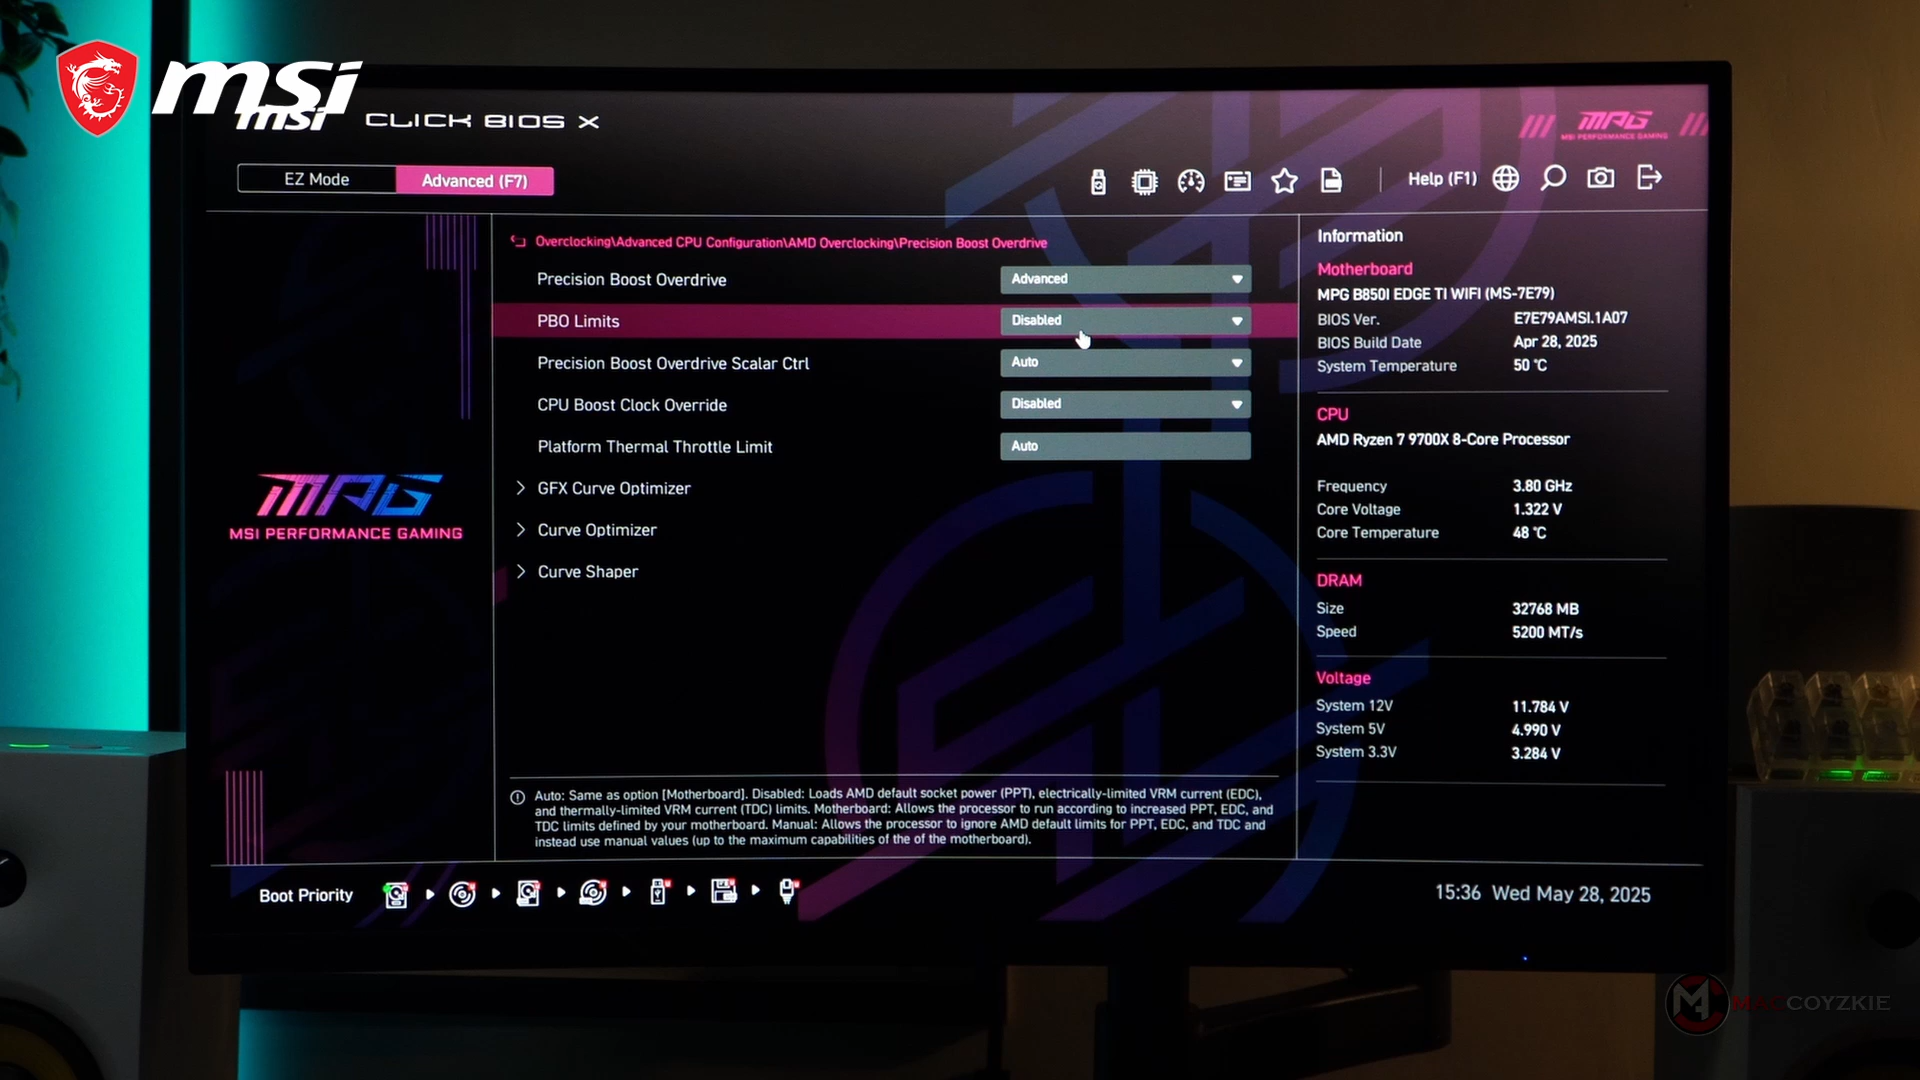 msi
msi CLICK BIOS X
MPG
MSI PERFORMANCE GAMING
EZ Mode
Advanced (F7)
Help (F1)
Overclocking\Advanced CPU Configuration\AMD Overclocking\Precision Boost Overdrive
Precision Boost Overdrive Advanced
PBO Limits Disabled
Precision Boost Overdrive Scalar Ctrl Auto
CPU Boost Clock Override Disabled
Platform Thermal Throttle Limit Auto
GFX Curve Optimizer
Curve Optimizer
Curve Shaper
MPG
MSI PERFORMANCE GAMING
Auto: Same as option [Motherboard]. Disabled: Loads AMD default socket power (PPT), electrically-limited VRM current (EDC),
and thermally-limited VRM current (TDC) limits. Motherboard: Allows the processor to run according to increased PPT, EDC, and
TDC limits defined by your motherboard. Manual: Allows the processor to ignore AMD default limits for PPT, EDC, and TDC and
instead use manual values (up to the maximum capabilities of the of the motherboard).
Information
Motherboard
MPG B850I EDGE TI WIFI (MS-7E79)
BIOS Ver. E7E79AMSI.1A07
BIOS Build Date Apr 28, 2025
System Temperature 50 °C
CPU
AMD Ryzen 7 9700X 8-Core Processor
Frequency 3.80 GHz
Core Voltage 1.322 V
Core Temperature 48 °C
DRAM
Size 32768 MB
Speed 5200 MT/s
Voltage
System 12V 11.784 V
System 5V 4.990 V
System 3.3V 3.284 V
Boot Priority
15:36 Wed May 28, 2025
MACCOYZKIE